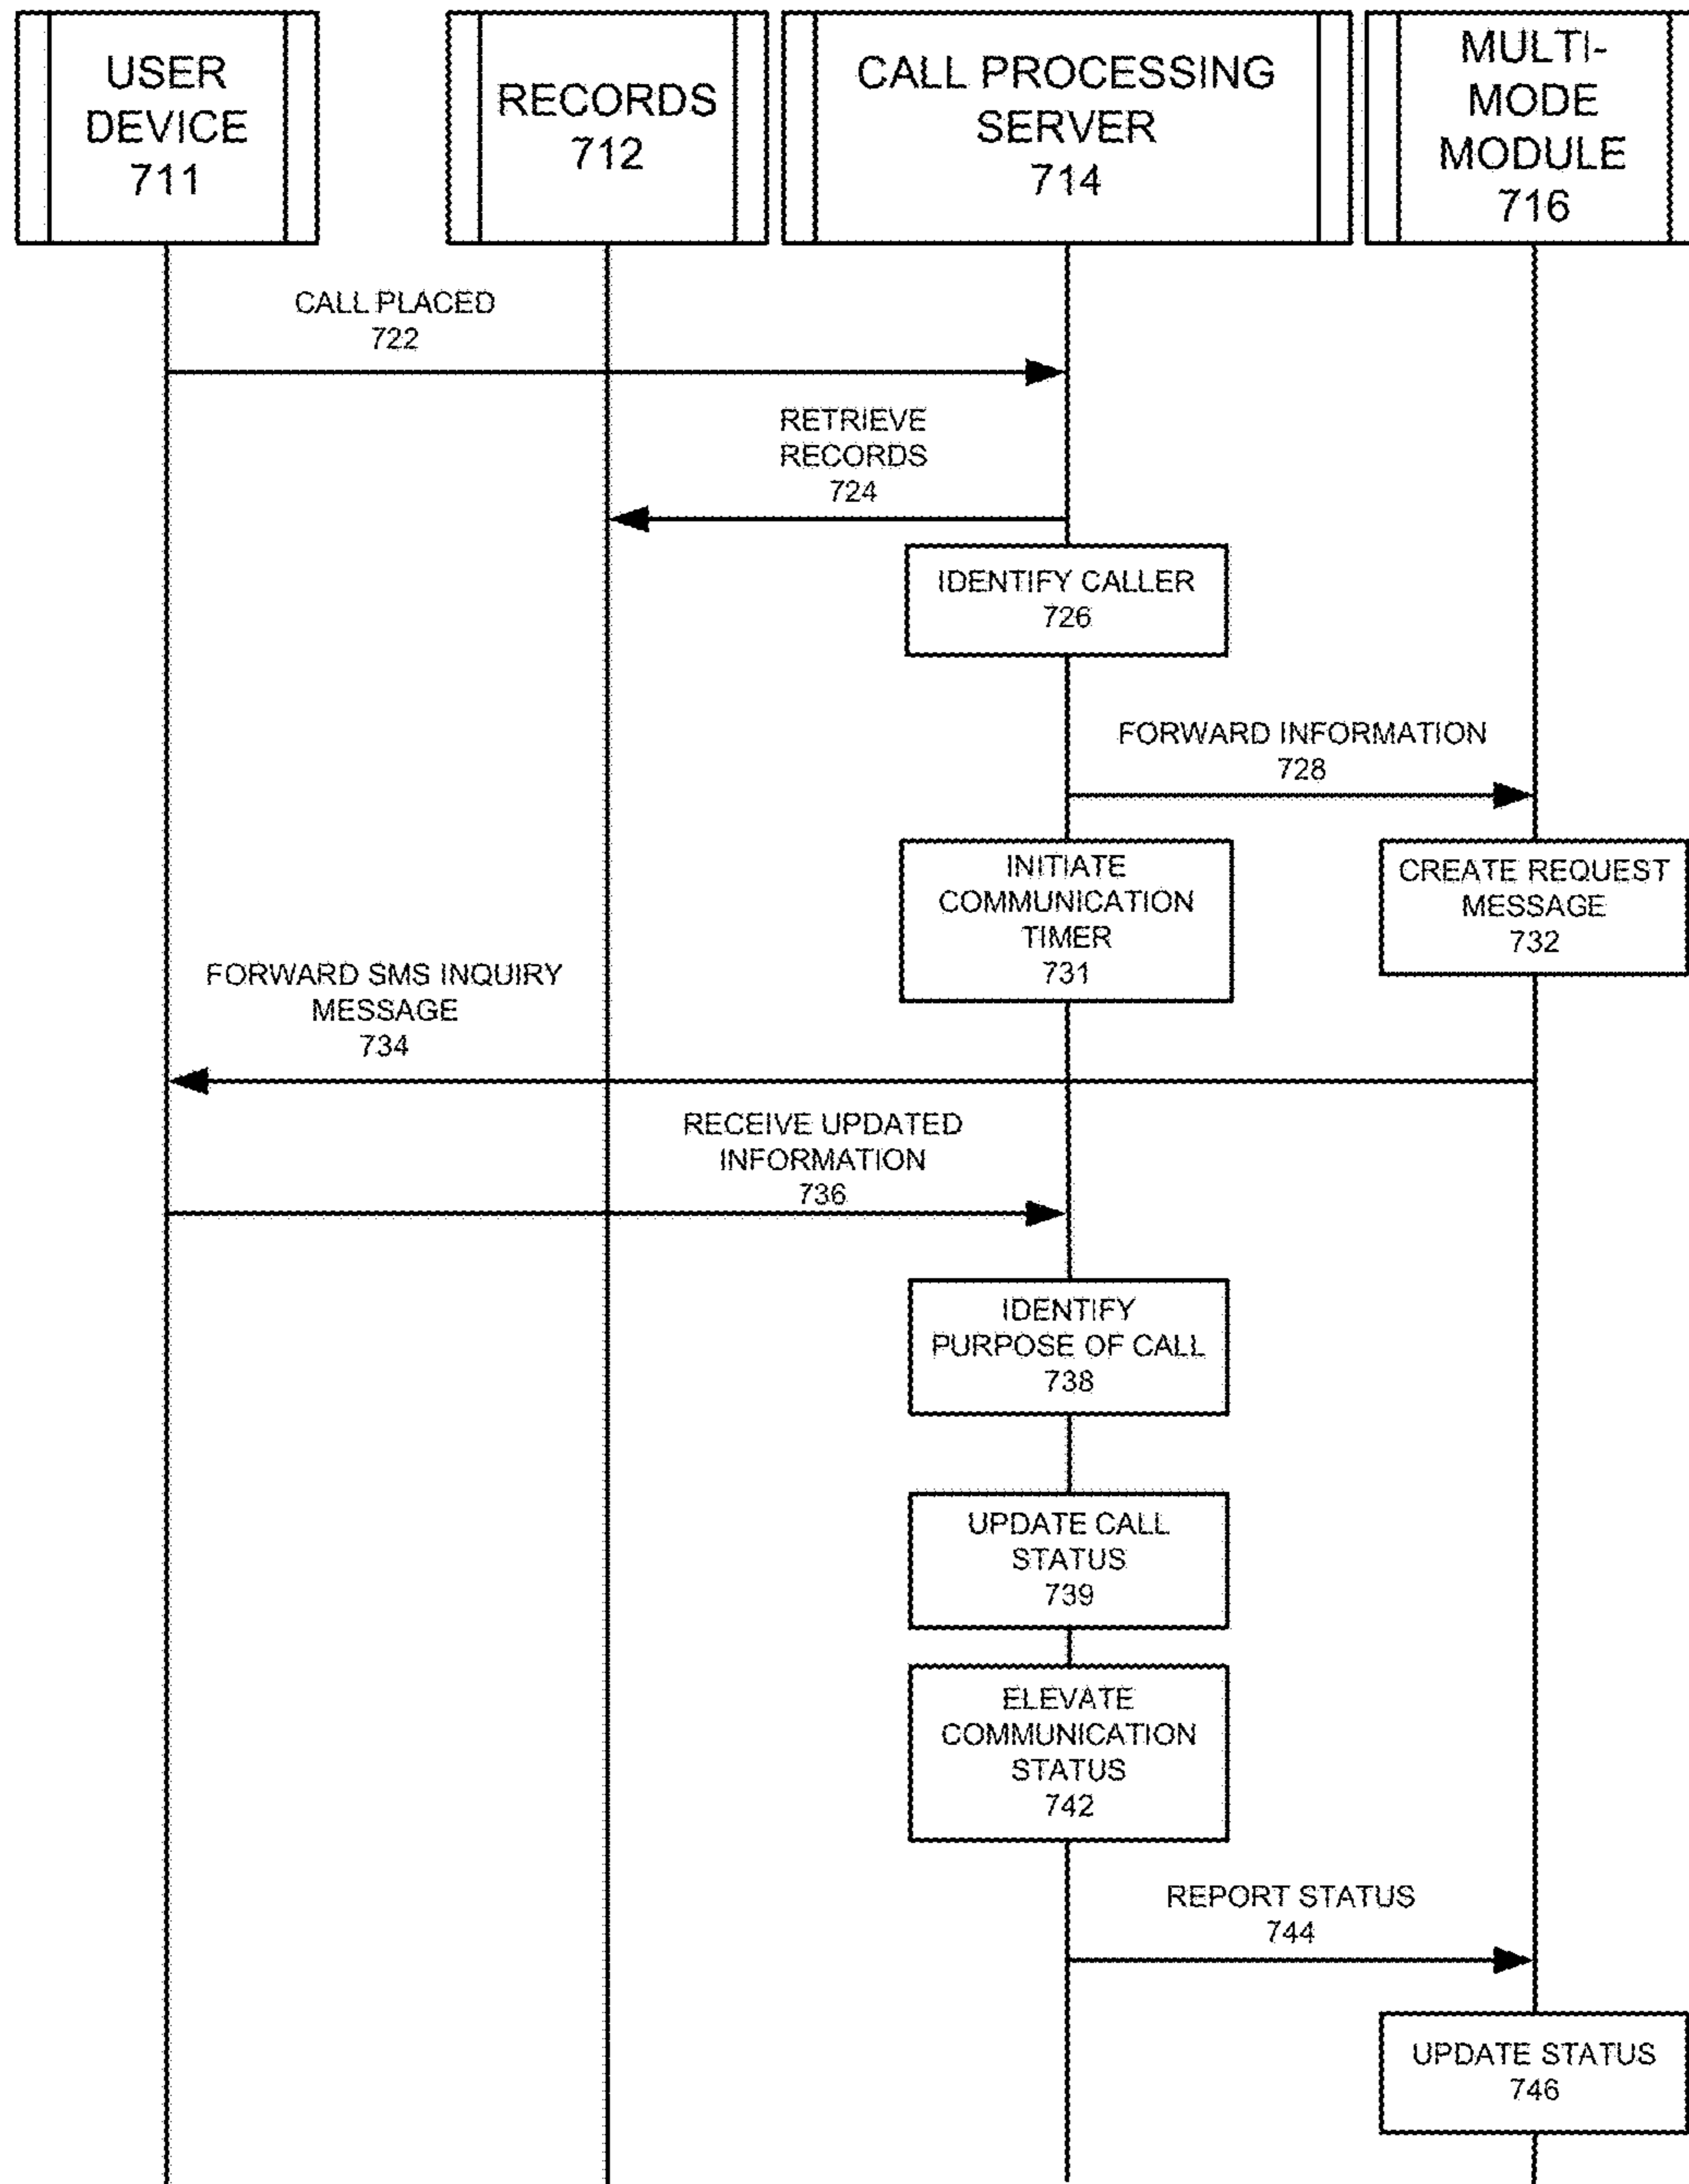 USER
DEVICE
711
RECORDS
712
CALL PROCESSING
SERVER
714
MULTI-
MODE
MODULE
716
CALL PLACED
722
RETRIEVE
RECORDS
724
IDENTIFY CALLER
726
FORWARD INFORMATION
728
INITIATE
COMMUNICATION
TIMER
731
CREATE REQUEST
MESSAGE
732
FORWARD SMS INQUIRY
MESSAGE
734
RECEIVE UPDATED
INFORMATION
736
IDENTIFY
PURPOSE OF CALL
738
UPDATE CALL
STATUS
739
ELEVATE
COMMUNICATION
STATUS
742
REPORT STATUS
744
UPDATE STATUS
746